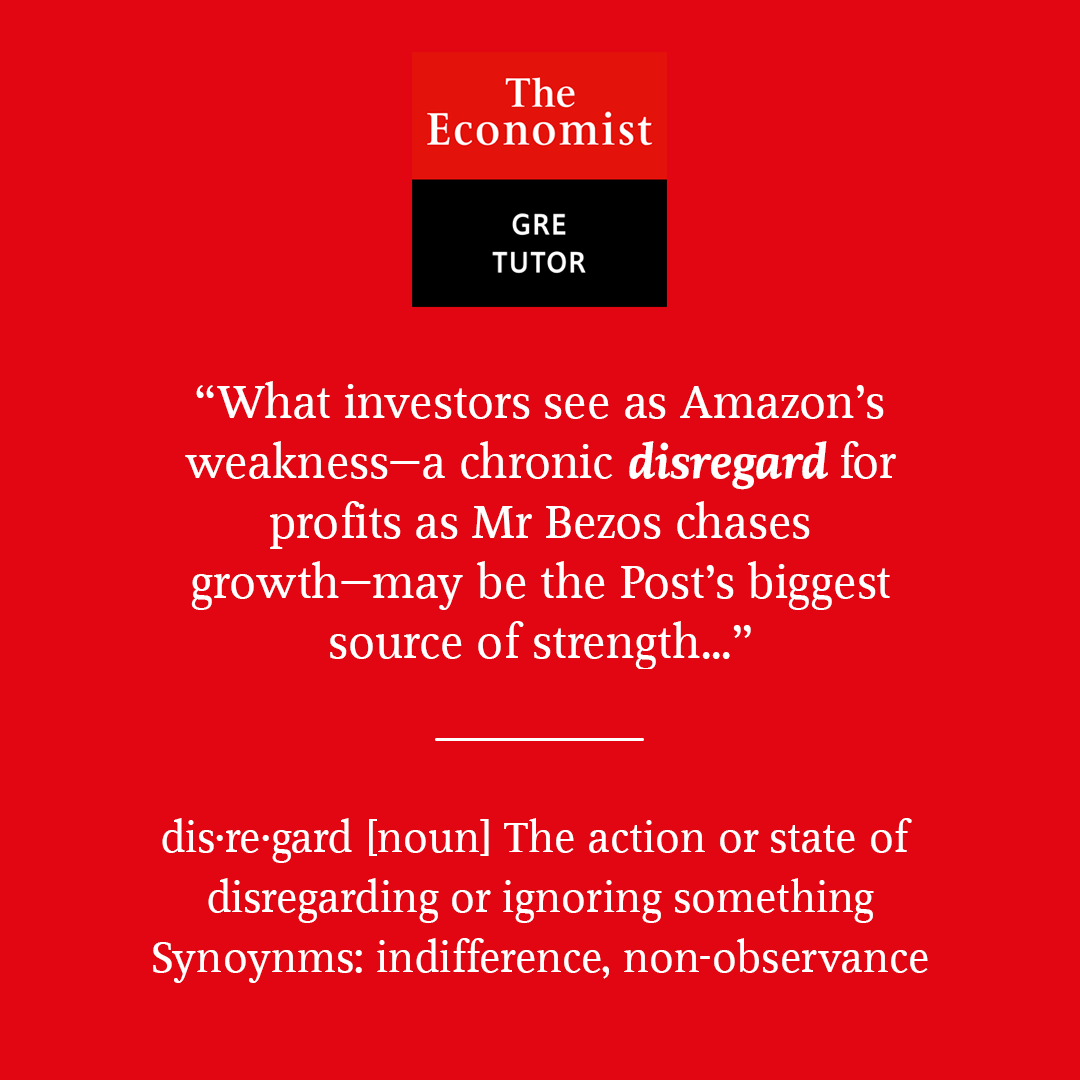 The
Economist
GRE
TUTOR
“What investors see as Amazon’s
weakness—a chronic disregard for
profits as Mr Bezos chases
growth—may be the Post’s biggest
source of strength...”
dis·re·gard [noun] The action or state of
disregarding or ignoring something
Synoynms: indifference, non-observance